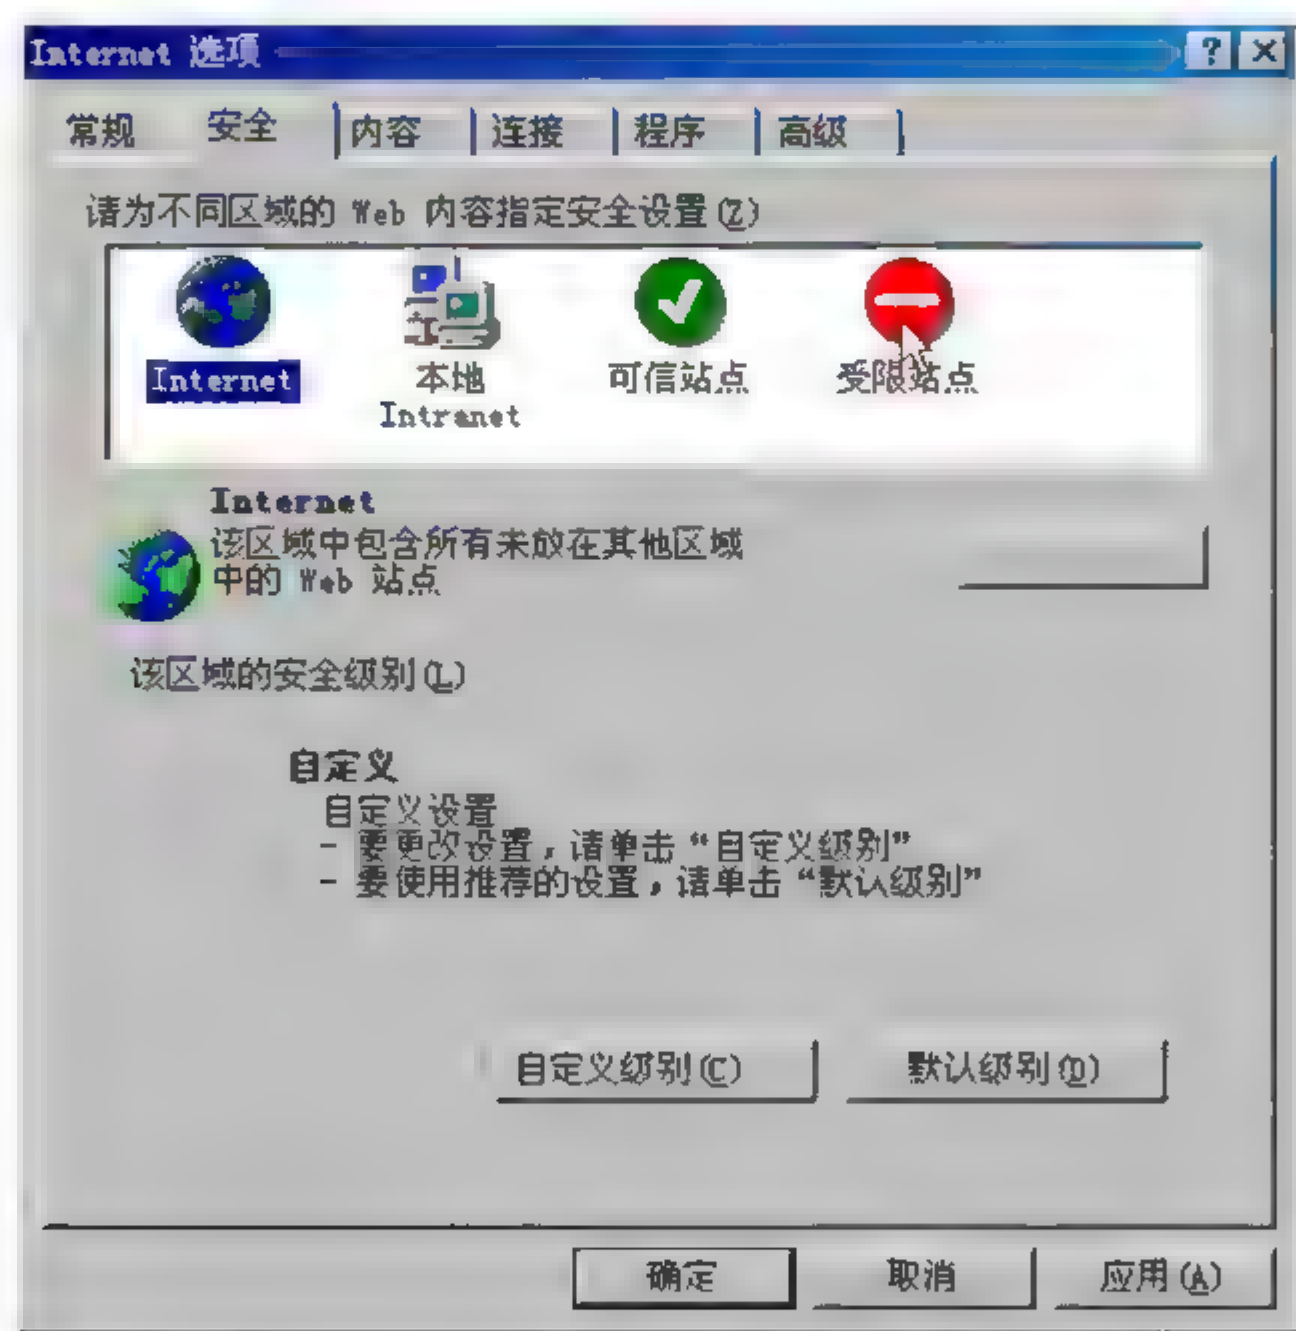 Internet 选项
常规 安全 内容 连接 程序 高级
请为不同区域的 Web 内容指定安全设置(Z)
Internet 本地 Intranet 可信站点 受限站点
Internet
该区域中包含所有未放在其他区域
中的 Web 站点
该区域的安全级别(L)
自定义
自定义设置
- 要更改设置，请单击“自定义级别”
- 要使用推荐的设置，请单击“默认级别”
自定义级别(C) 默认级别(D)
确定 取消 应用(A)